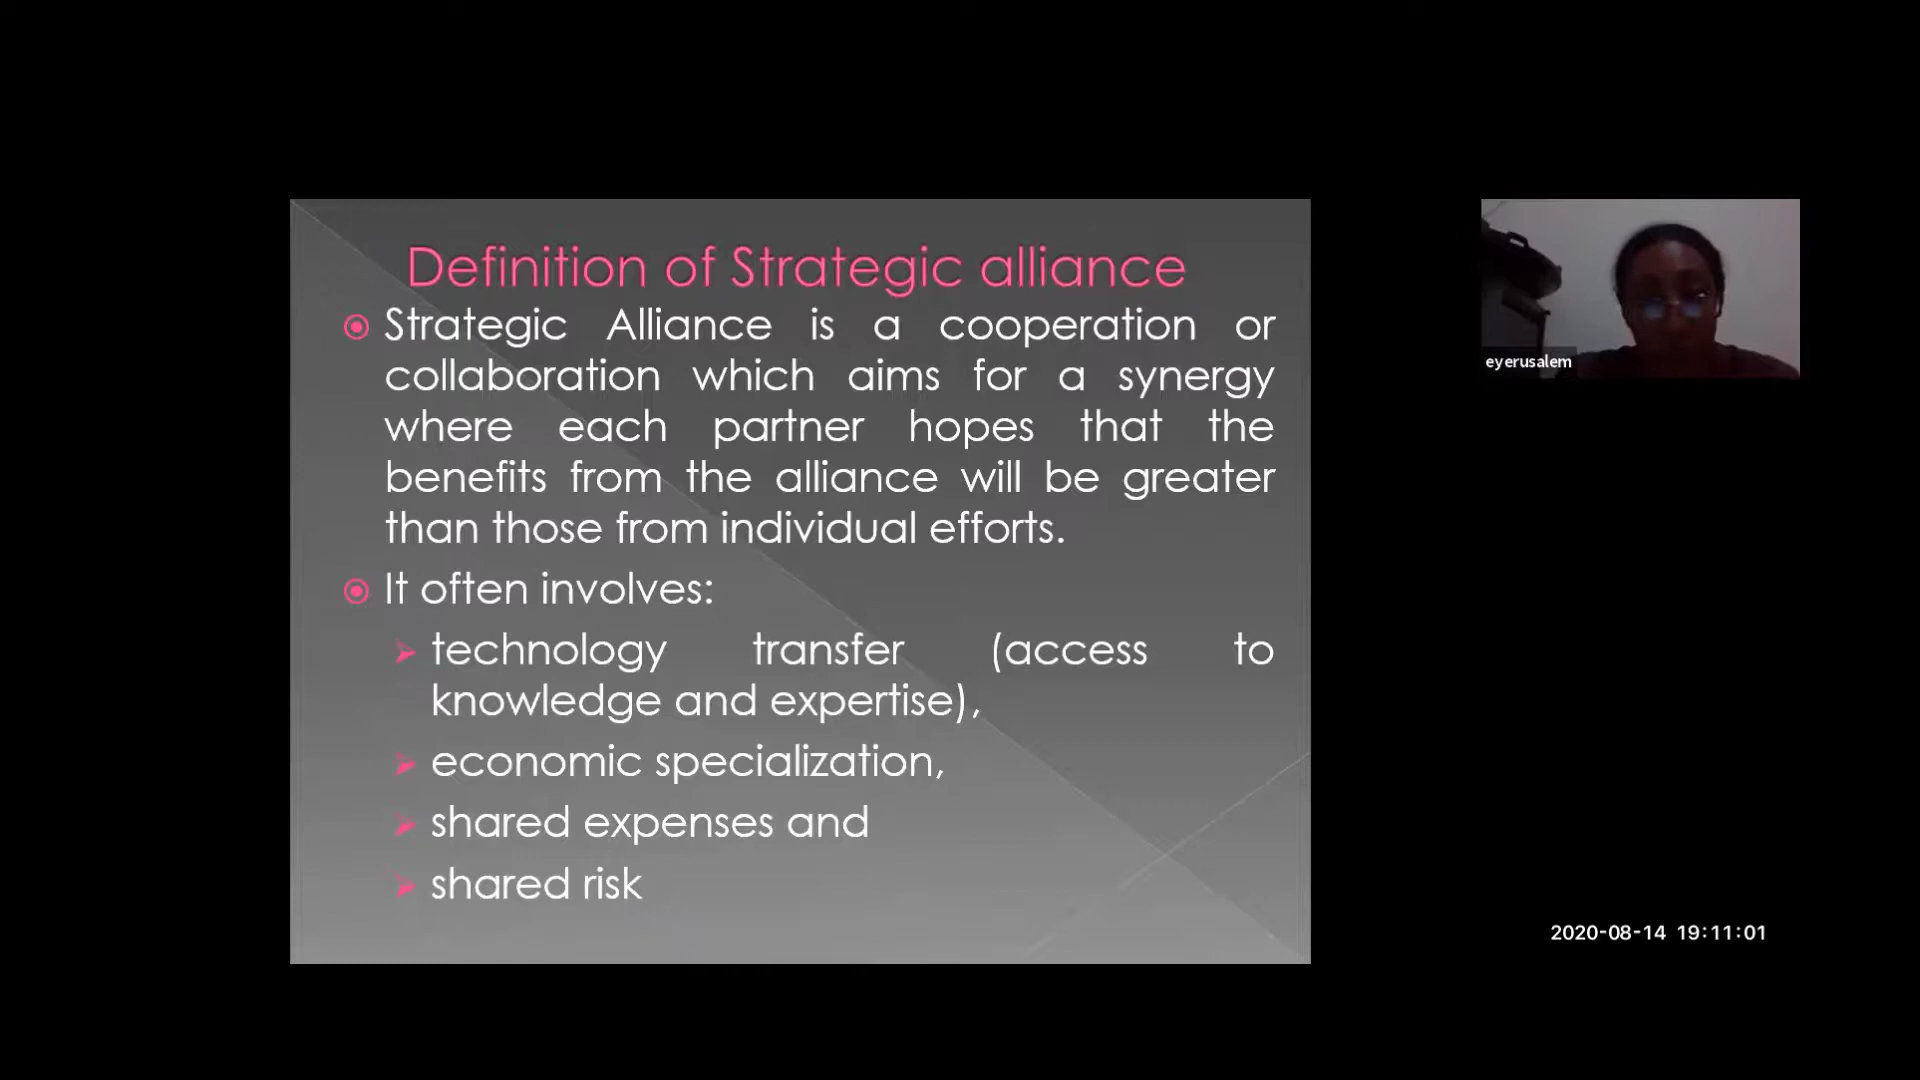 Definition of Strategic alliance
Strategic Alliance is a cooperation or
collaboration which aims for a synergy
where each partner hopes that the
benefits from the alliance will be greater
than those from individual efforts.
It often involves:
technology transfer (access to
knowledge and expertise),
economic specialization,
shared expenses and
shared risk
eyerusalem
2020-08-14 19:11:01